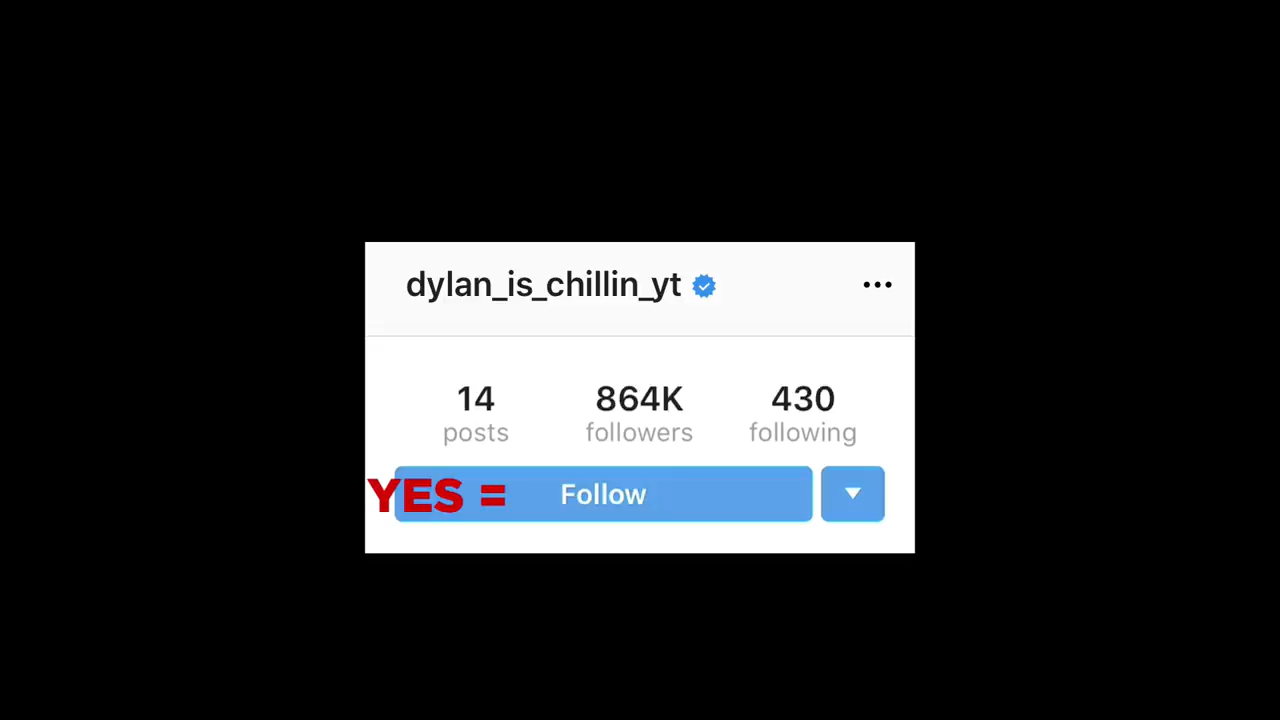 dylan_is_chillin_yt
14 864K 430
posts followers following
YES = Follow